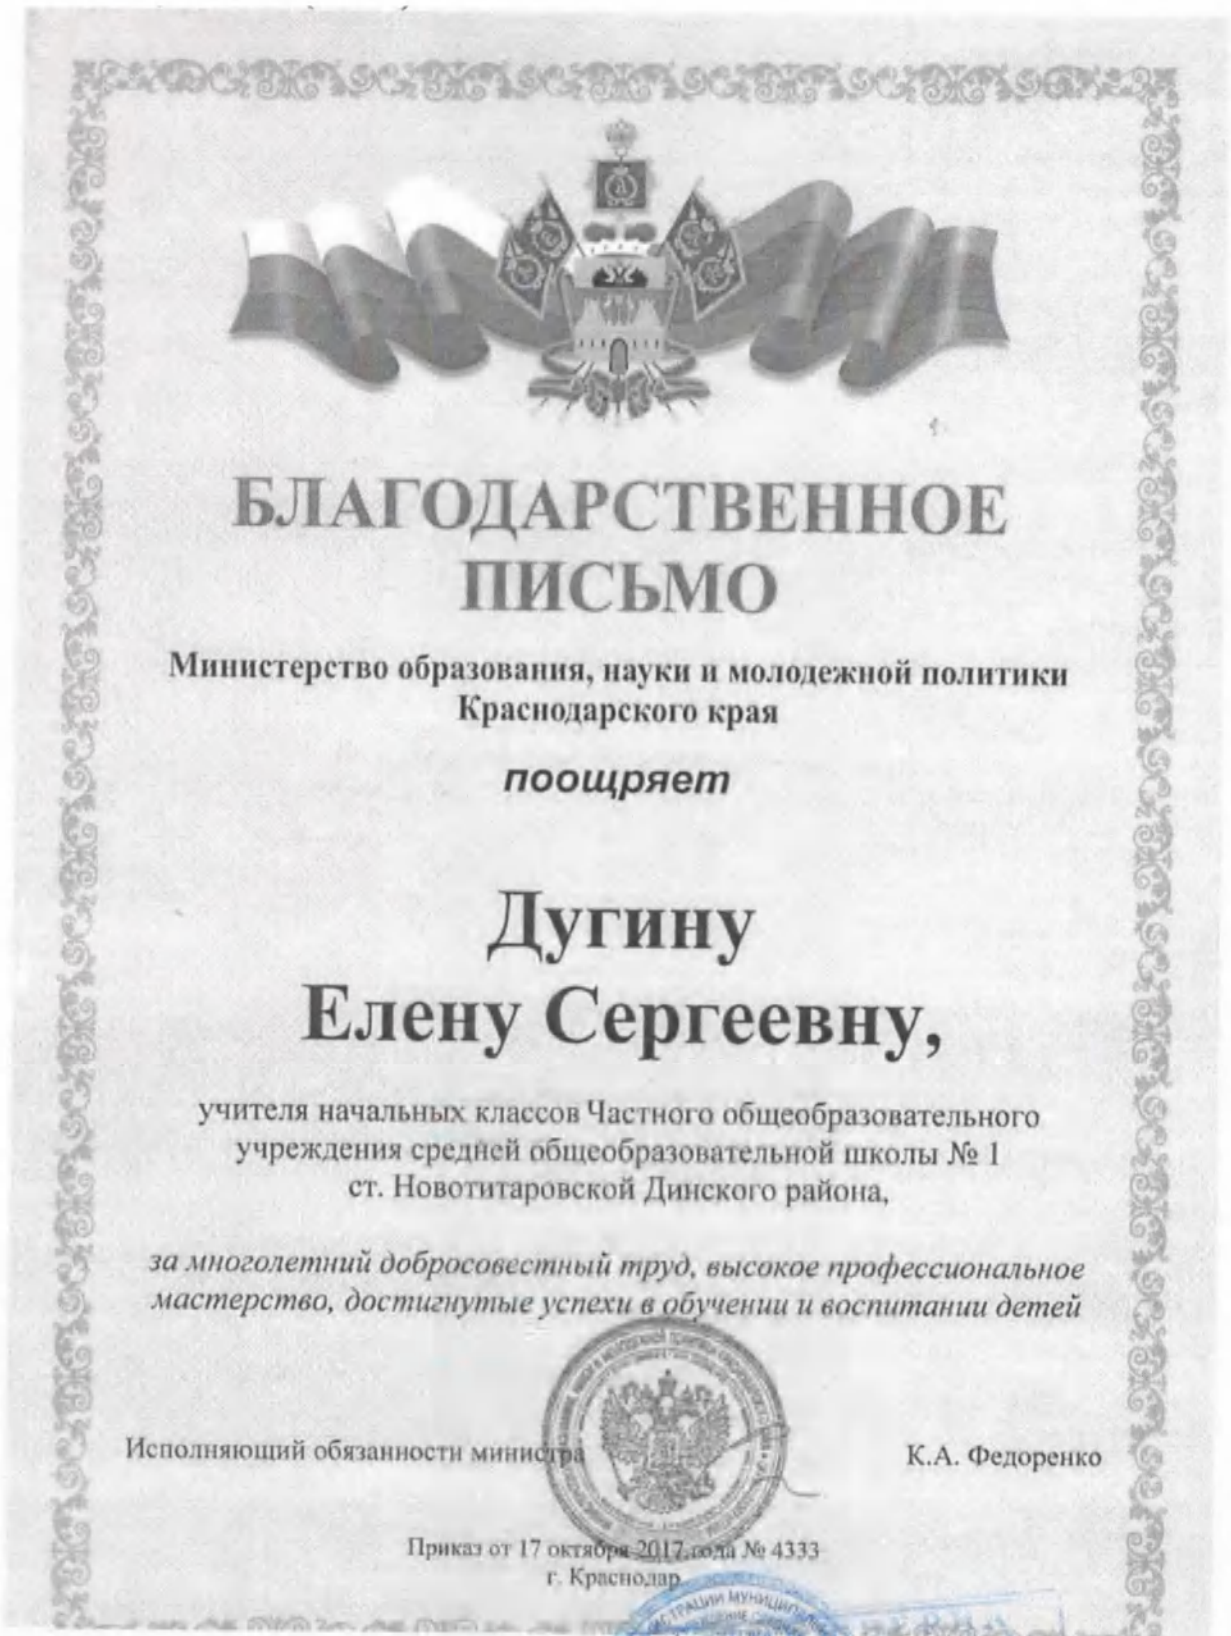 БЛАГОДАРСТВЕННОЕ
ПИСЬМО
Министерство образования, науки и молодежной политики
Краснодарского края
поощряет
Дугину
Елену Сергеевну,
учителя начальных классов Частного общеобразовательного
учреждения средней общеобразовательной школы № 1
ст. Новотитаровской Динского района,
за многолетний добросовестный труд, высокое профессиональное
мастерство, достигнутые успехи в обучении и воспитании детей
Исполняющий обязанности министра
К.А. Федоренко
Приказ от 17 октября 2017 года № 4333
г. Краснодар